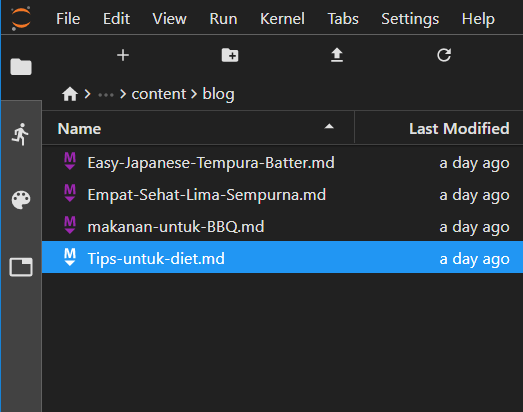 File Edit View Run Kernel Tabs Settings Help
... content blog
Name Last Modified
Easy-Japanese-Tempura-Batter.md a day ago
Empat-Sehat-Lima-Sempurna.md a day ago
makanan-untuk-BBQ.md a day ago
Tips-untuk-diet.md a day ago